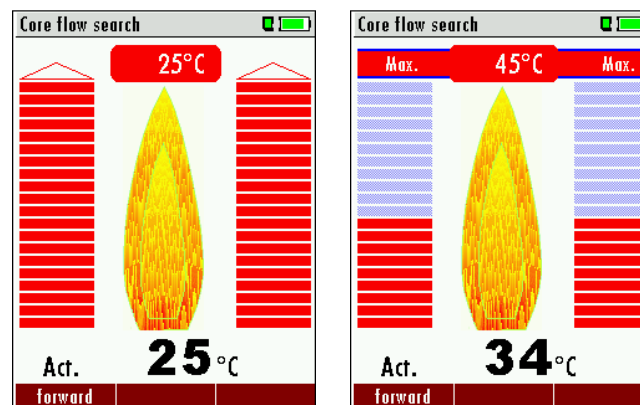 Core flow search
25°C
Act. 25°C
forward
Core flow search
Max. 45°C Max.
Act. 34°C
forward